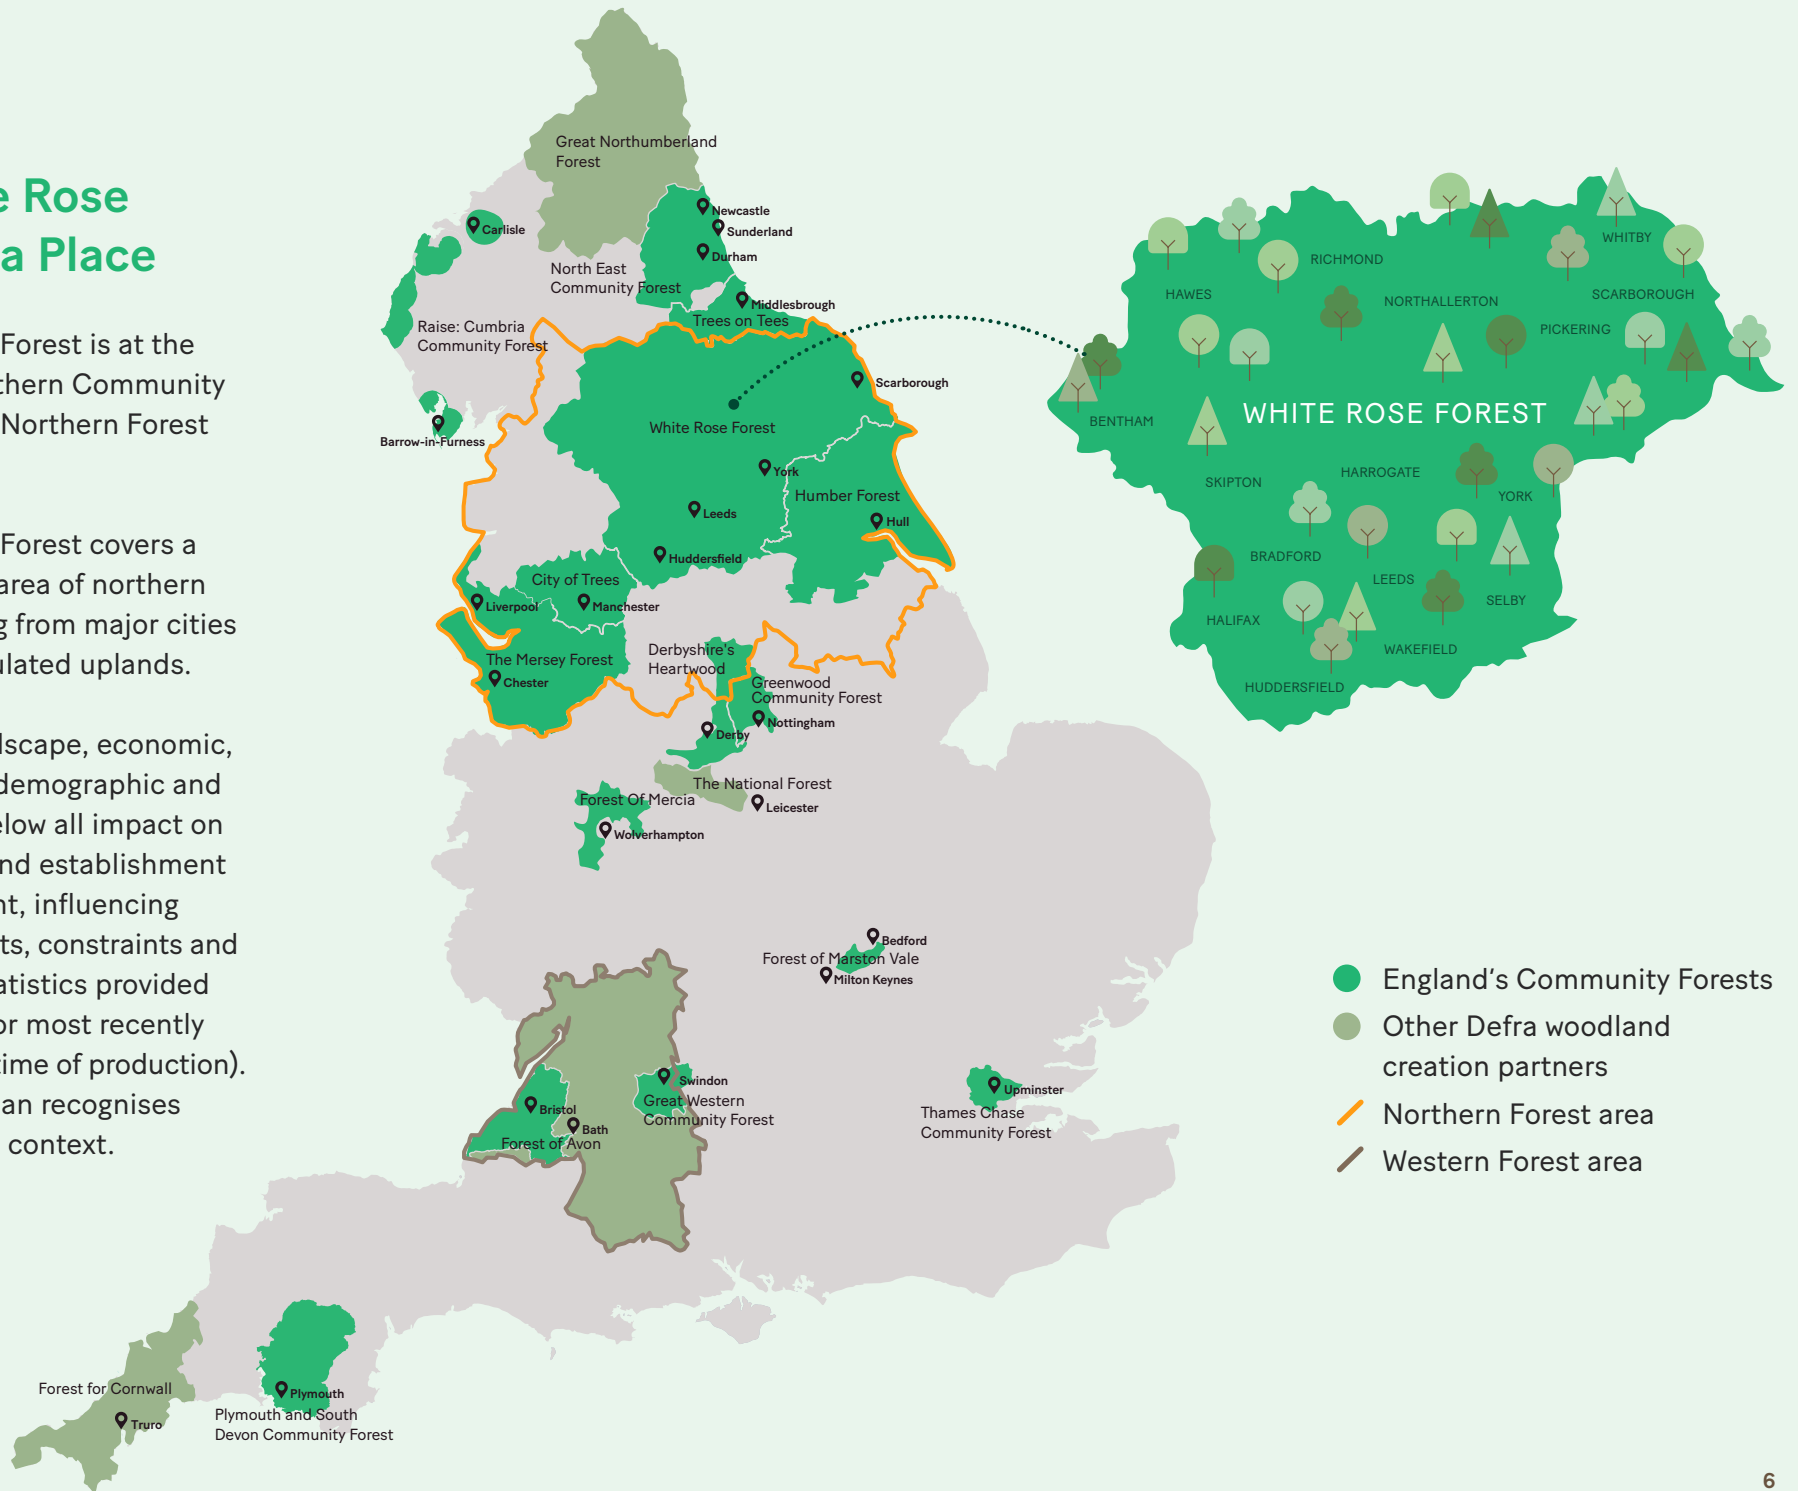 e Rose
a Place
Forest is at the
thern Community
Northern Forest
Forest covers a
area of northern
g from major cities
ulated uplands.
dscape, economic,
demographic and
elow all impact on
nd establishment
nt, influencing
ts, constraints and
atistics provided
or most recently
time of production).
an recognises
context.
Great Northumberland
Forest
Newcastle
Sunderland
Durham
Carlisle
North East
Community Forest
Middlesbrough
Trees on Tees
Raise: Cumbria
Community Forest
Scarborough
White Rose Forest
Barrow-in-Furness
York
Humber Forest
Leeds
Hull
Huddersfield
City of Trees
Liverpool
Manchester
The Mersey Forest
Chester
Derbyshire's
Heartwood
Greenwood
Community Forest
Nottingham
Derby
The National Forest
Forest Of Mercia
Leicester
Wolverhampton
Bedford
Forest of Marston Vale
Milton Keynes
Swindon
Great Western
Community Forest
Bristol
Bath
Forest of Avon
Upminster
Thames Chase
Community Forest
Forest for Cornwall
Truro
Plymouth
Plymouth and South
Devon Community Forest
WHITBY
RICHMOND
HAWES
NORTHALLERTON
SCARBOROUGH
PICKERING
BENTHAM
WHITE ROSE FOREST
SKIPTON
HARROGATE
YORK
BRADFORD
LEEDS
SELBY
HALIFAX
WAKEFIELD
HUDDERSFIELD
England's Community Forests
Other Defra woodland
creation partners
Northern Forest area
Western Forest area
6